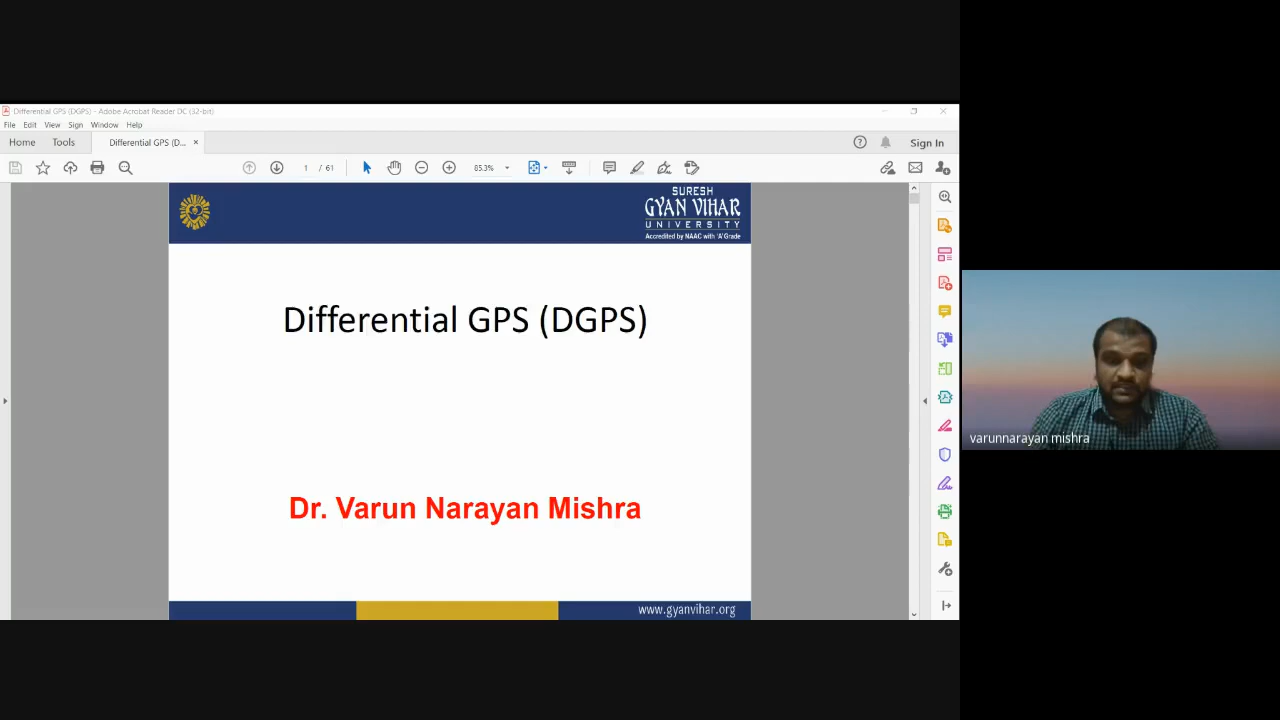 Differential GPS (DGPS) - Adobe Acrobat Reader DC (32-bit)
File Edit View Sign Window Help
Home Tools Differential GPS (D... × Sign In
1 / 61 85.3%
SURESH
GYAN VIHAR
UNIVERSITY
Accredited by NAAC with 'A' Grade
Differential GPS (DGPS)
Dr. Varun Narayan Mishra
www.gyanvihar.org
varunnarayan mishra